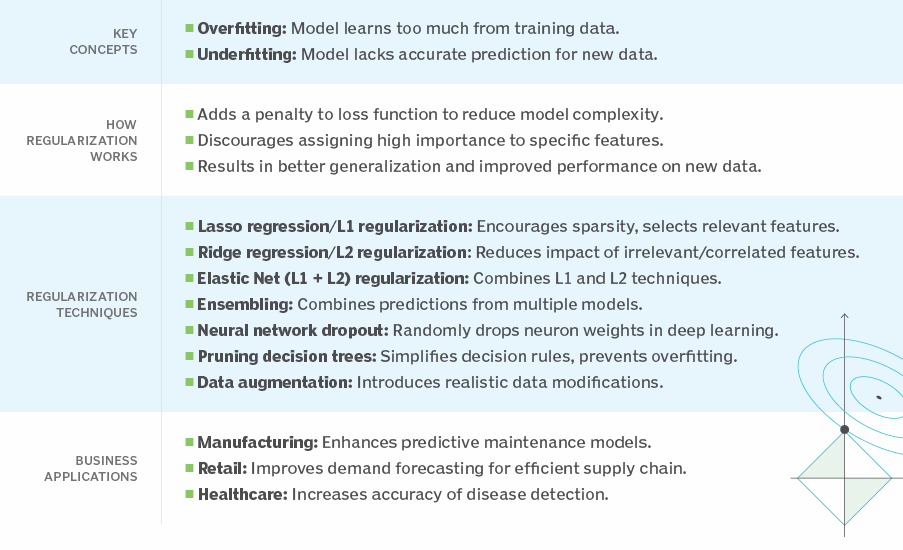 KEY
CONCEPTS
Overfitting: Model learns too much from training data.
Underfitting: Model lacks accurate prediction for new data.
HOW
REGULARIZATION
WORKS
Adds a penalty to loss function to reduce model complexity.
Discourages assigning high importance to specific features.
Results in better generalization and improved performance on new data.
REGULARIZATION
TECHNIQUES
Lasso regression/L1 regularization: Encourages sparsity, selects relevant features.
Ridge regression/L2 regularization: Reduces impact of irrelevant/correlated features.
Elastic Net (L1 + L2) regularization: Combines L1 and L2 techniques.
Ensembling: Combines predictions from multiple models.
Neural network dropout: Randomly drops neuron weights in deep learning.
Pruning decision trees: Simplifies decision rules, prevents overfitting.
Data augmentation: Introduces realistic data modifications.
BUSINESS
APPLICATIONS
Manufacturing: Enhances predictive maintenance models.
Retail: Improves demand forecasting for efficient supply chain.
Healthcare: Increases accuracy of disease detection.